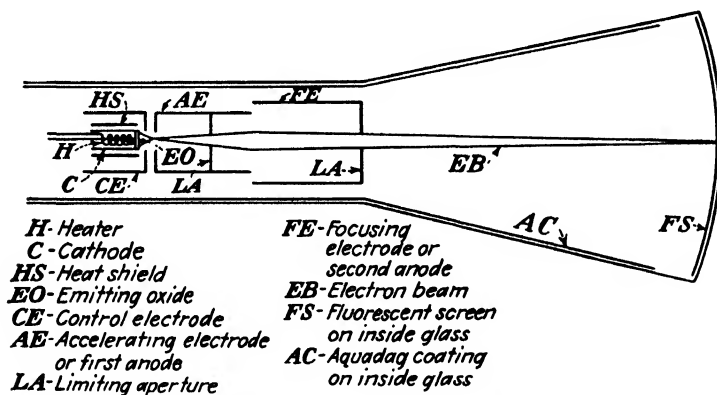 HS
AE
FE
H
EO
LA
EB
C
CE
LA
AC
FS
H-Heater
C-Cathode
HS-Heat shield
EO-Emitting oxide
CE-Control electrode
AE-Accelerating electrode
or first anode
LA-Limiting aperture
FE-Focusing
electrode or
second anode
EB-Electron beam
FS-Fluorescent screen
on inside glass
AC-Aquadag coating
on inside glass